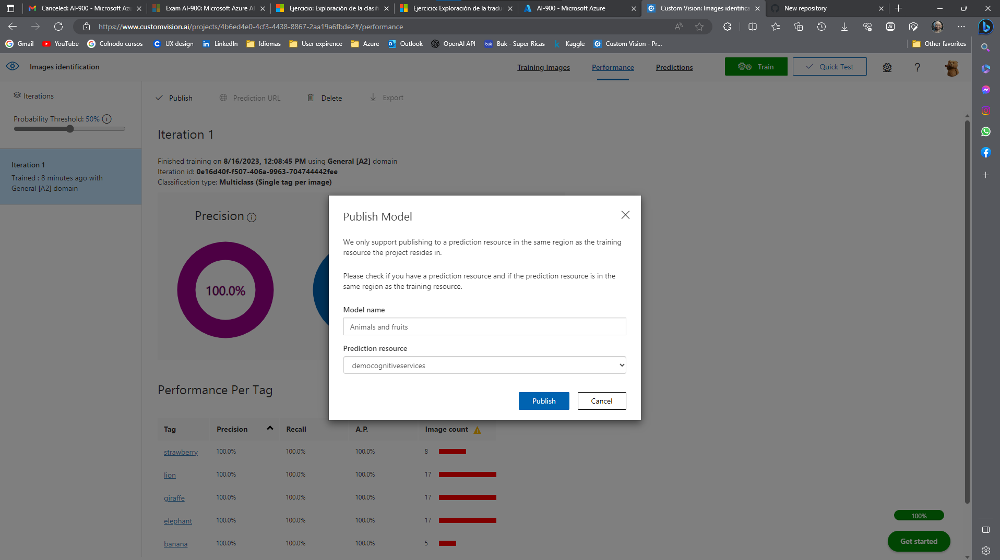 Canceled: AI-900 - Microsoft Azu
Exam AI-900: Microsoft Azure AI
Ejercicio: Exploración de la clasifi
Ejercicio: Exploración de la tradu
AI-900 - Microsoft Azure
Custom Vision: Images identifica
New repository
https://www.customvision.ai/projects/4b6ed4e0-4cf3-4438-8867-2aa19a6fbde2#/performance
Gmail
YouTube
Colnodo cursos
UX design
LinkedIn
Idiomas
User expirence
Azure
Outlook
OpenAI API
buk
Buk - Super Ricas
Kaggle
Custom Vision - Pr...
Other favorites
Images identification
Training Images
Performance
Predictions
Train
Quick Test
?
Iterations
Probability Threshold: 50%
Iteration 1
Trained : 8 minutes ago with
General [A2] domain
Publish
Prediction URL
Delete
Export
Iteration 1
Finished training on 8/16/2023, 12:08:45 PM using General [A2] domain
Iteration id: 0e16d40f-f507-406a-9963-704744442fee
Classification type: Multiclass (Single tag per image)
Precision
100.0%
Publish Model
We only support publishing to a prediction resource in the same region as the training
resource the project resides in.
Please check if you have a prediction resource and if the prediction resource is in the
same region as the training resource.
Model name
Animals and fruits
Prediction resource
democognitiveservices
Publish
Cancel
Performance Per Tag
Tag Precision Recall A.P. Image count
strawberry 100.0% 100.0% 100.0% 8
lion 100.0% 100.0% 100.0% 17
giraffe 100.0% 100.0% 100.0% 17
elephant 100.0% 100.0% 100.0% 17
banana 100.0% 100.0% 100.0% 5
100%
Get started